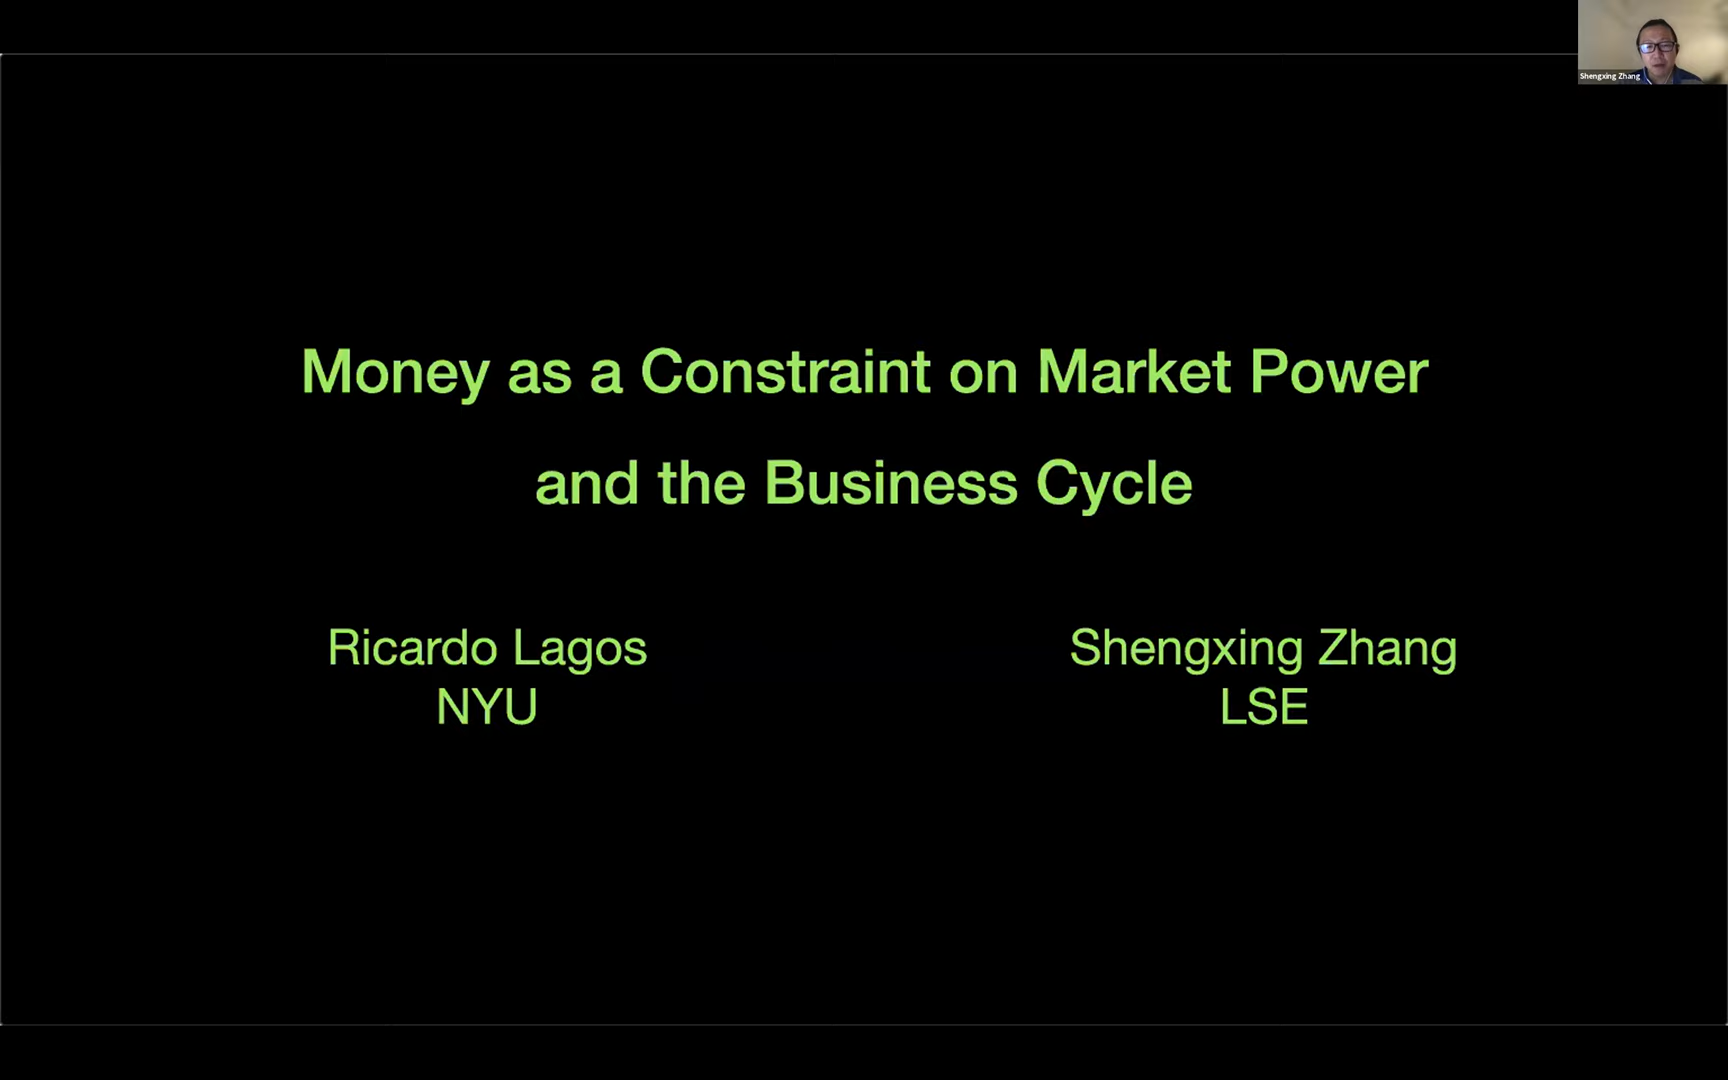 Shengxing Zhang
Money as a Constraint on Market Power
and the Business Cycle
Ricardo Lagos
NYU
Shengxing Zhang
LSE